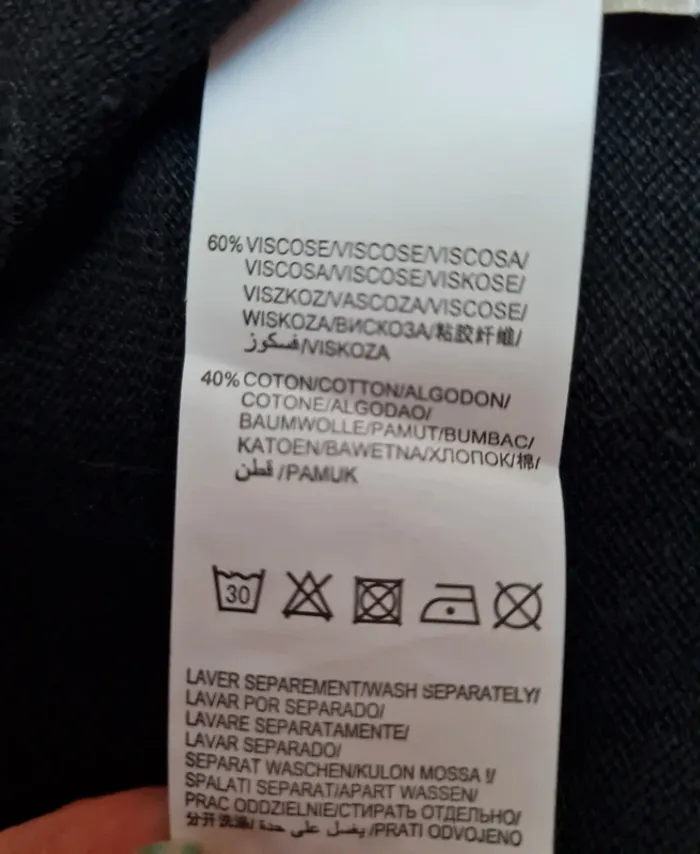 60% VISCOSE/VISCOSE/VISCOSA/
VISCOSA/VISCOSE/VISKOSE/
VISZKOZ/VASCOZA/VISCOSE/
WISKOZA/ВИСКОЗА/粘胶纤维/
فسكوز/VISKOZA
40% COTON/COTTON/ALGODON/
COTONE/ALGODAO/
BAUMWOLLE/PAMUT/BUMBAC/
KATOEN/BAWETNA/ХЛОПОК/棉/
قطن /PAMUK
30
LAVER SEPAREMENT/WASH SEPARATELY/
LAVAR POR SEPARADO/
LAVARE SEPARATAMENTE/
LAVAR SEPARADO/
SEPARAT WASCHEN/KULON MOSSA !/
SPALATI SEPARAT/APART WASSEN/
PRAC ODDZIELNIE/СТИРАТЬ ОТДЕЛЬНО/
分开洗涤/ يغسل على حدة /PRATI ODVOJENO